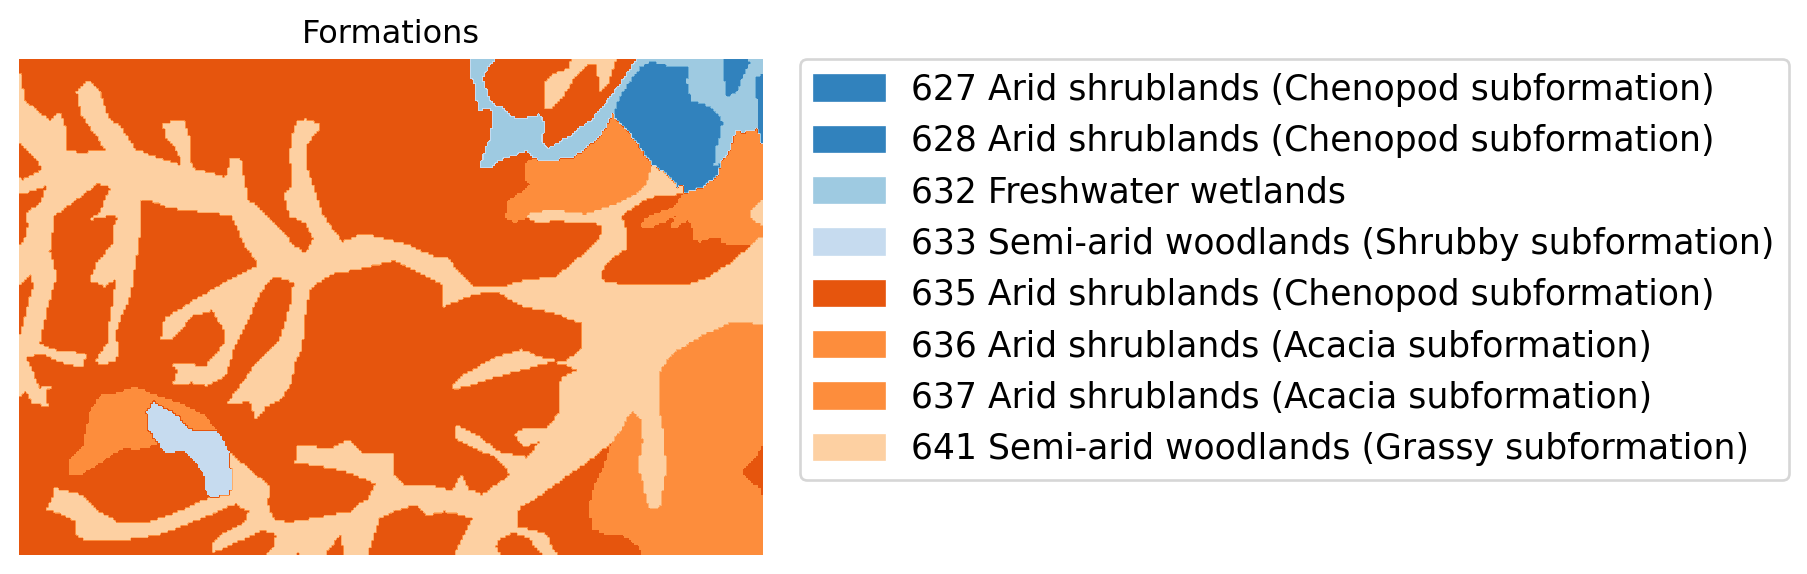 Formations
627 Arid shrublands (Chenopod subformation)
628 Arid shrublands (Chenopod subformation)
632 Freshwater wetlands
633 Semi-arid woodlands (Shrubby subformation)
635 Arid shrublands (Chenopod subformation)
636 Arid shrublands (Acacia subformation)
637 Arid shrublands (Acacia subformation)
641 Semi-arid woodlands (Grassy subformation)